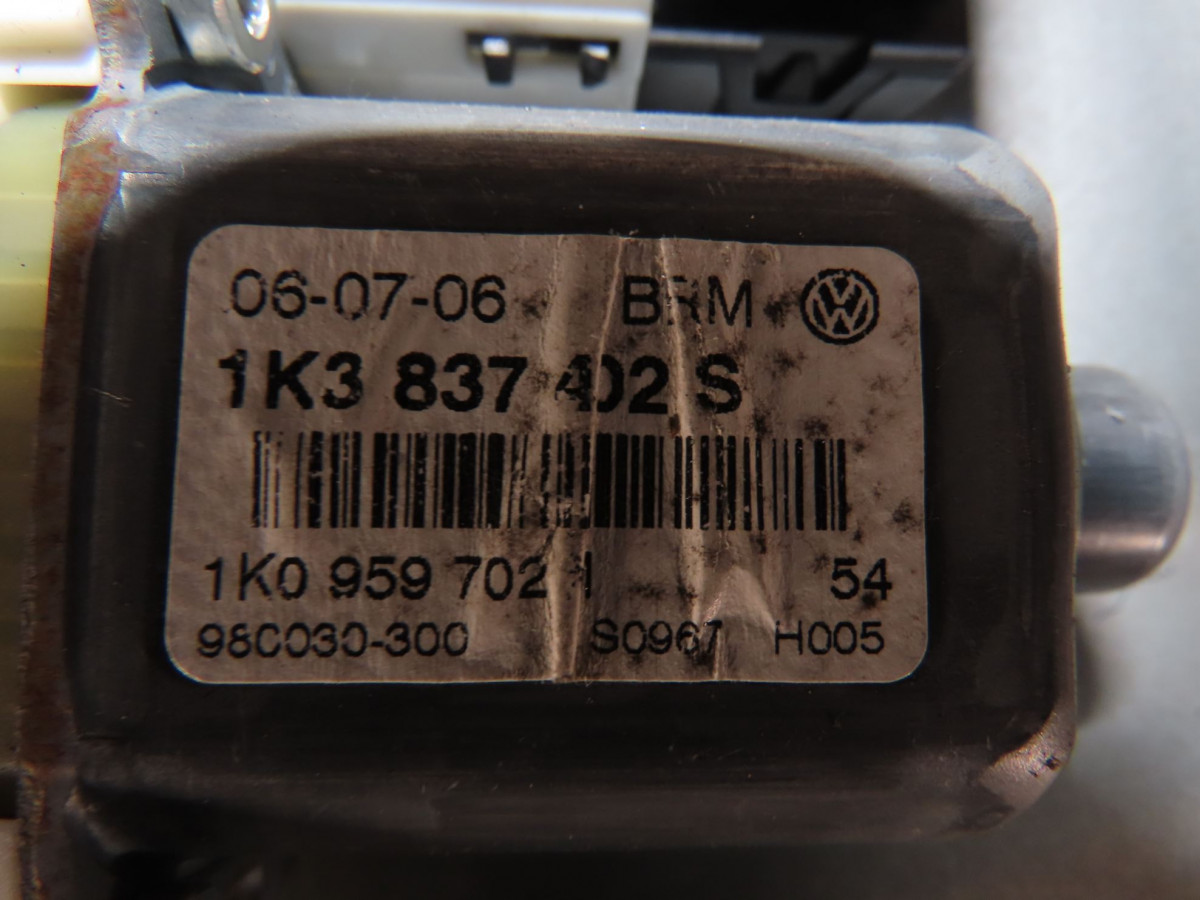 06-07-06 BRM
1K3 837 402 S
1K0 959 702 I 54
980030-300 S0967 H005